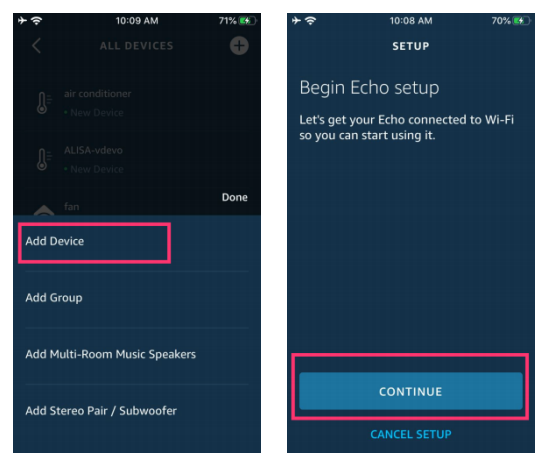 10:09 AM
71%
ALL DEVICES
air conditioner
• New Device
ALISA-vdevo
• New Device
fan
Done
Add Device
Add Group
Add Multi-Room Music Speakers
Add Stereo Pair / Subwoofer
10:08 AM
70%
SETUP
Begin Echo setup
Let's get your Echo connected to Wi-Fi
so you can start using it.
CONTINUE
CANCEL SETUP